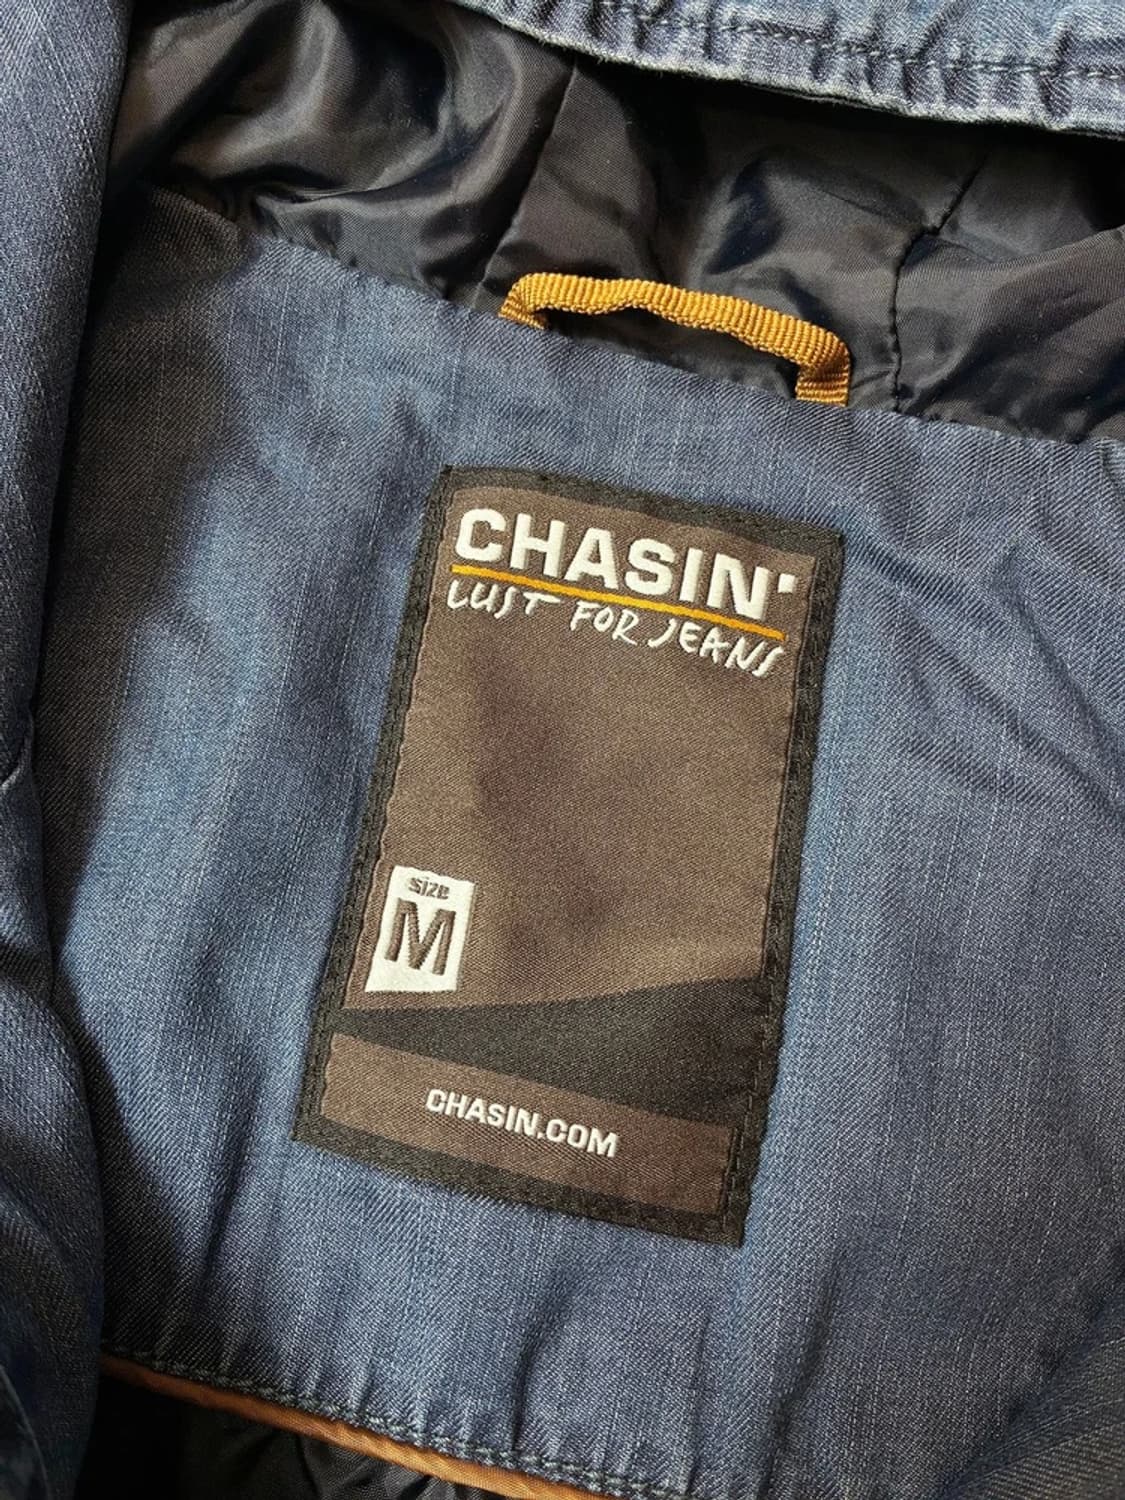 CHASIN'
LUST FOR JEANS
SIZE
M
CHASIN.COM